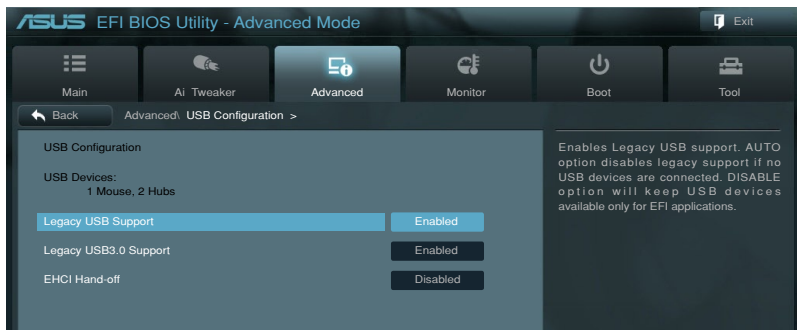 ASUS EFI BIOS Utility - Advanced Mode
Exit
Main
Ai Tweaker
Advanced
Monitor
Boot
Tool
Back
Advanced\ USB Configuration >
USB Configuration
USB Devices:
1 Mouse, 2 Hubs
Legacy USB Support Enabled
Legacy USB3.0 Support Enabled
EHCI Hand-off Disabled
Enables Legacy USB support. AUTO
option disables legacy support if no
USB devices are connected. DISABLE
option will keep USB devices
available only for EFI applications.